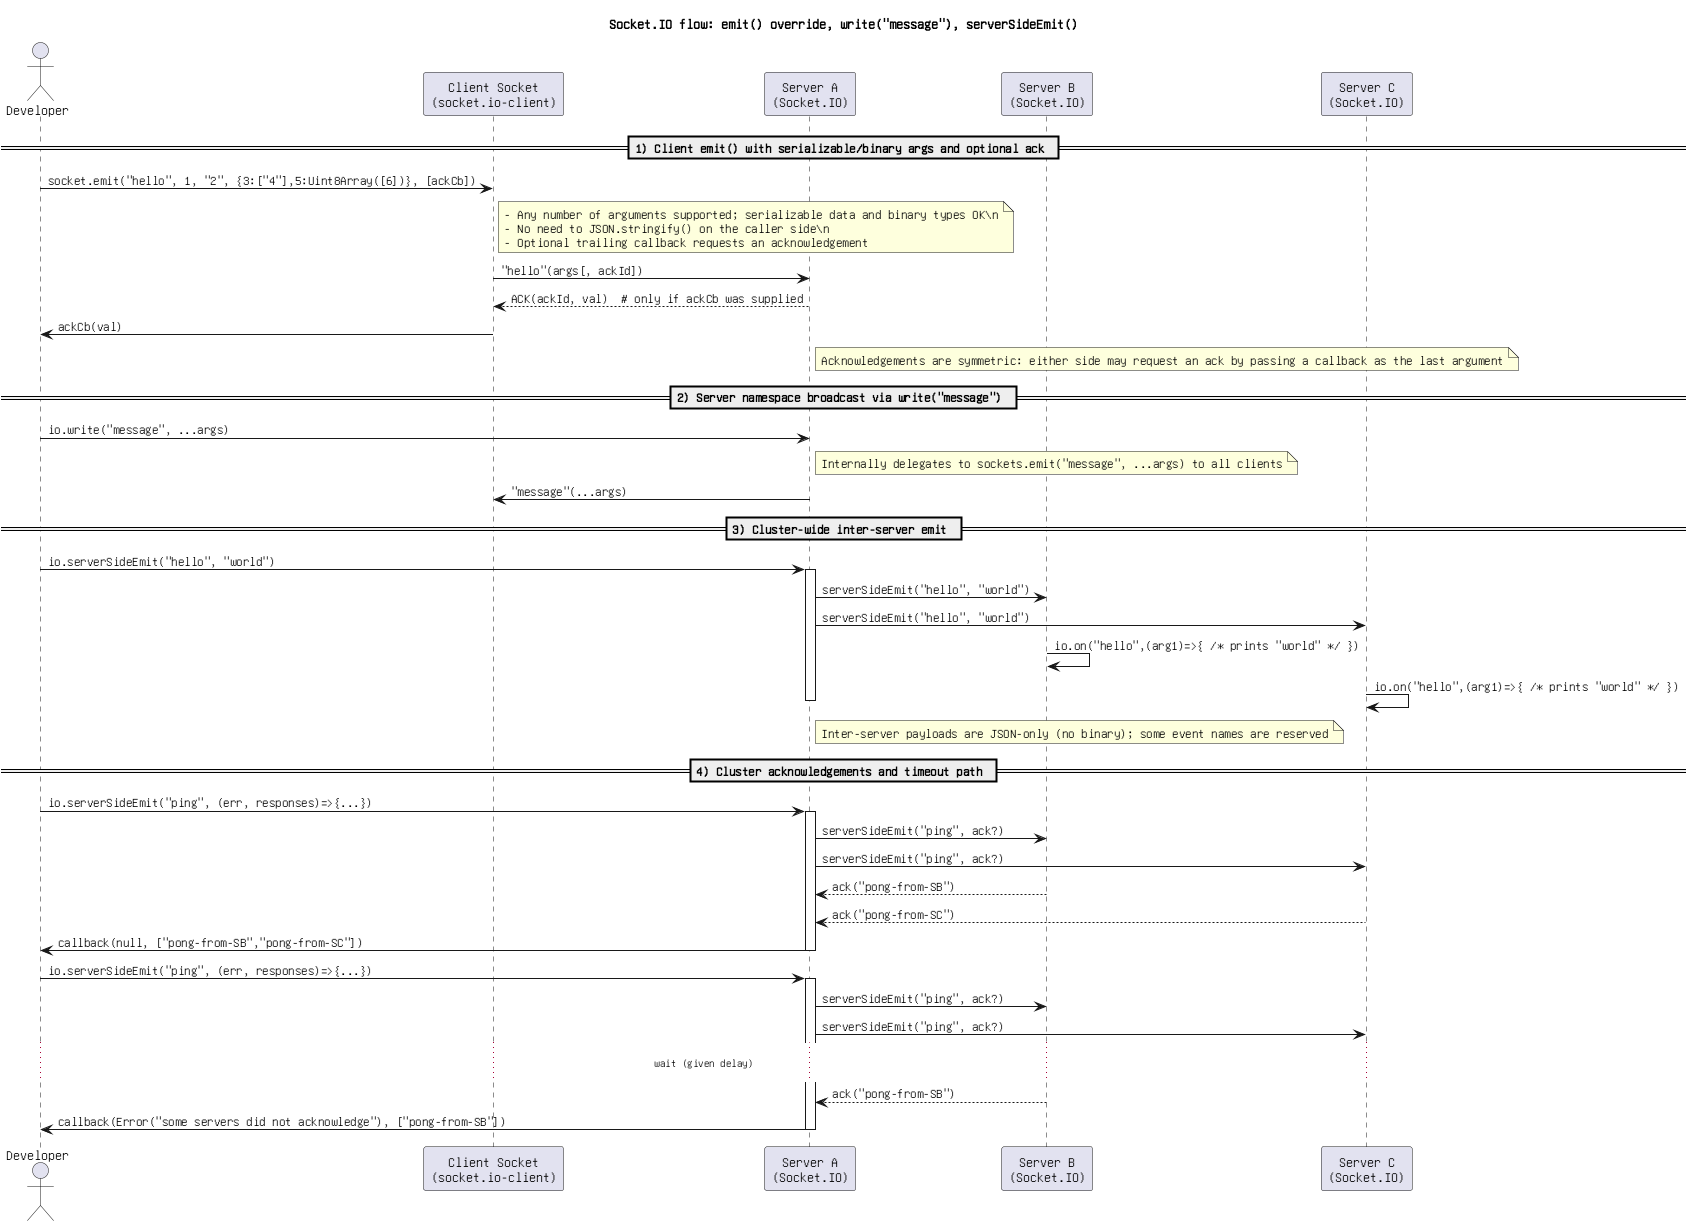 Socket.IO flow: emit() override, write("message"), serverSideEmit()
Developer
Client Socket
(socket.io-client)
Server A
(Socket.IO)
Server B
(Socket.IO)
Server C
(Socket.IO)
1) Client emit() with serializable/binary args and optional ack
socket.emit("hello", 1, "2", {3:["4"],5:Uint8Array([6])}, [ackCb])
- Any number of arguments supported; serializable data and binary types OK\n
- No need to JSON.stringify() on the caller side\n
- Optional trailing callback requests an acknowledgement
"hello"(args[, ackId])
ACK(ackId, val)  # only if ackCb was supplied
ackCb(val)
Acknowledgements are symmetric: either side may request an ack by passing a callback as the last argument
2) Server namespace broadcast via write("message")
io.write("message", ...args)
Internally delegates to sockets.emit("message", ...args) to all clients
"message"(...args)
3) Cluster-wide inter-server emit
io.serverSideEmit("hello", "world")
serverSideEmit("hello", "world")
serverSideEmit("hello", "world")
io.on("hello",(arg1)=>{ /* prints "world" */ })
io.on("hello",(arg1)=>{ /* prints "world" */ })
Inter-server payloads are JSON-only (no binary); some event names are reserved
4) Cluster acknowledgements and timeout path
io.serverSideEmit("ping", (err, responses)=>{...})
serverSideEmit("ping", ack?)
serverSideEmit("ping", ack?)
ack("pong-from-SB")
ack("pong-from-SC")
callback(null, ["pong-from-SB","pong-from-SC"])
io.serverSideEmit("ping", (err, responses)=>{...})
serverSideEmit("ping", ack?)
serverSideEmit("ping", ack?)
wait (given delay)
ack("pong-from-SB")
callback(Error("some servers did not acknowledge"), ["pong-from-SB"])
Developer
Client Socket
(socket.io-client)
Server A
(Socket.IO)
Server B
(Socket.IO)
Server C
(Socket.IO)